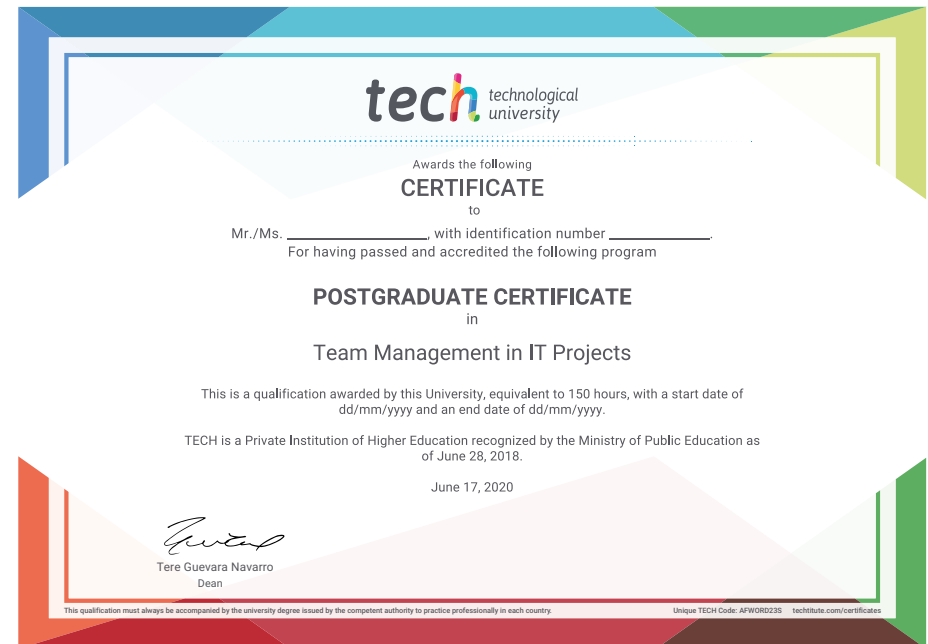 tech technological
university
Awards the following
CERTIFICATE
to
Mr./Ms. ____________________, with identification number ______________.
For having passed and accredited the following program
POSTGRADUATE CERTIFICATE
in
Team Management in IT Projects
This is a qualification awarded by this University, equivalent to 150 hours, with a start date of
dd/mm/yyyy and an end date of dd/mm/yyyy.
TECH is a Private Institution of Higher Education recognized by the Ministry of Public Education as
of June 28, 2018.
June 17, 2020
Tere Guevara Navarro
Dean
This qualification must always be accompanied by the university degree issued by the competent authority to practice professionally in each country. Unique TECH Code: AFWORD23S techtitute.com/certificates